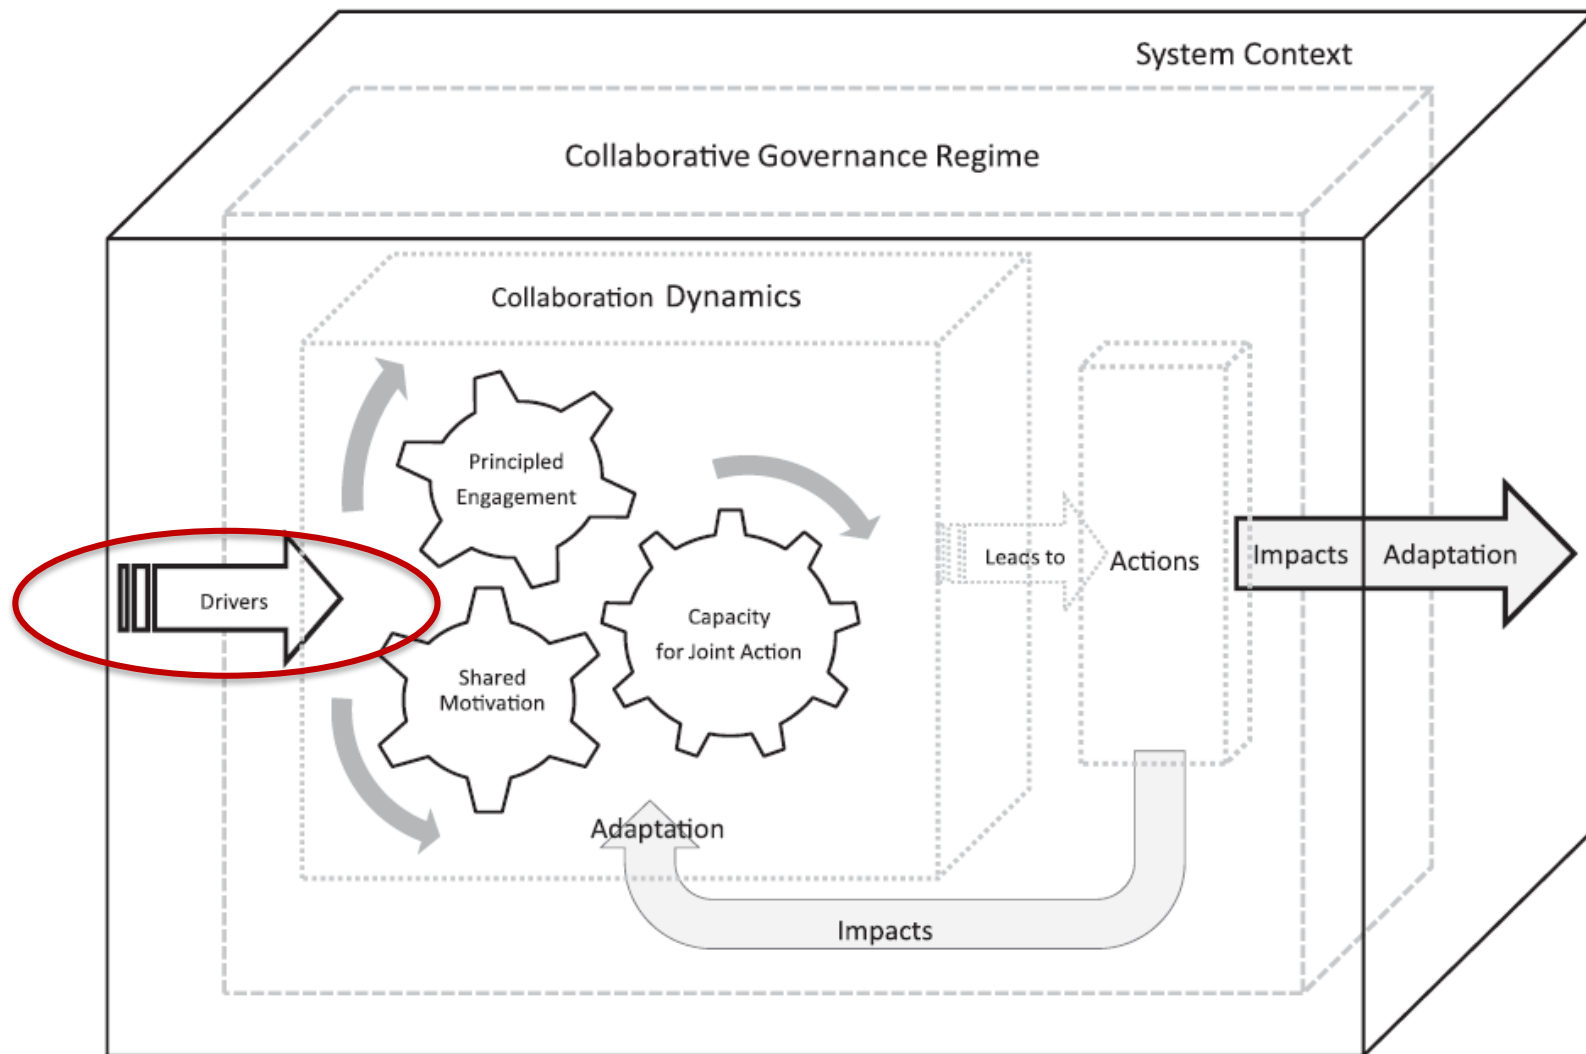 System Context
Collaborative Governance Regime
Collaboration Dynamics
Principled
Engagement
Drivers
Shared
Motivation
Capacity
for Joint Action
Leads to
Actions
Impacts
Adaptation
Adaptation
Impacts